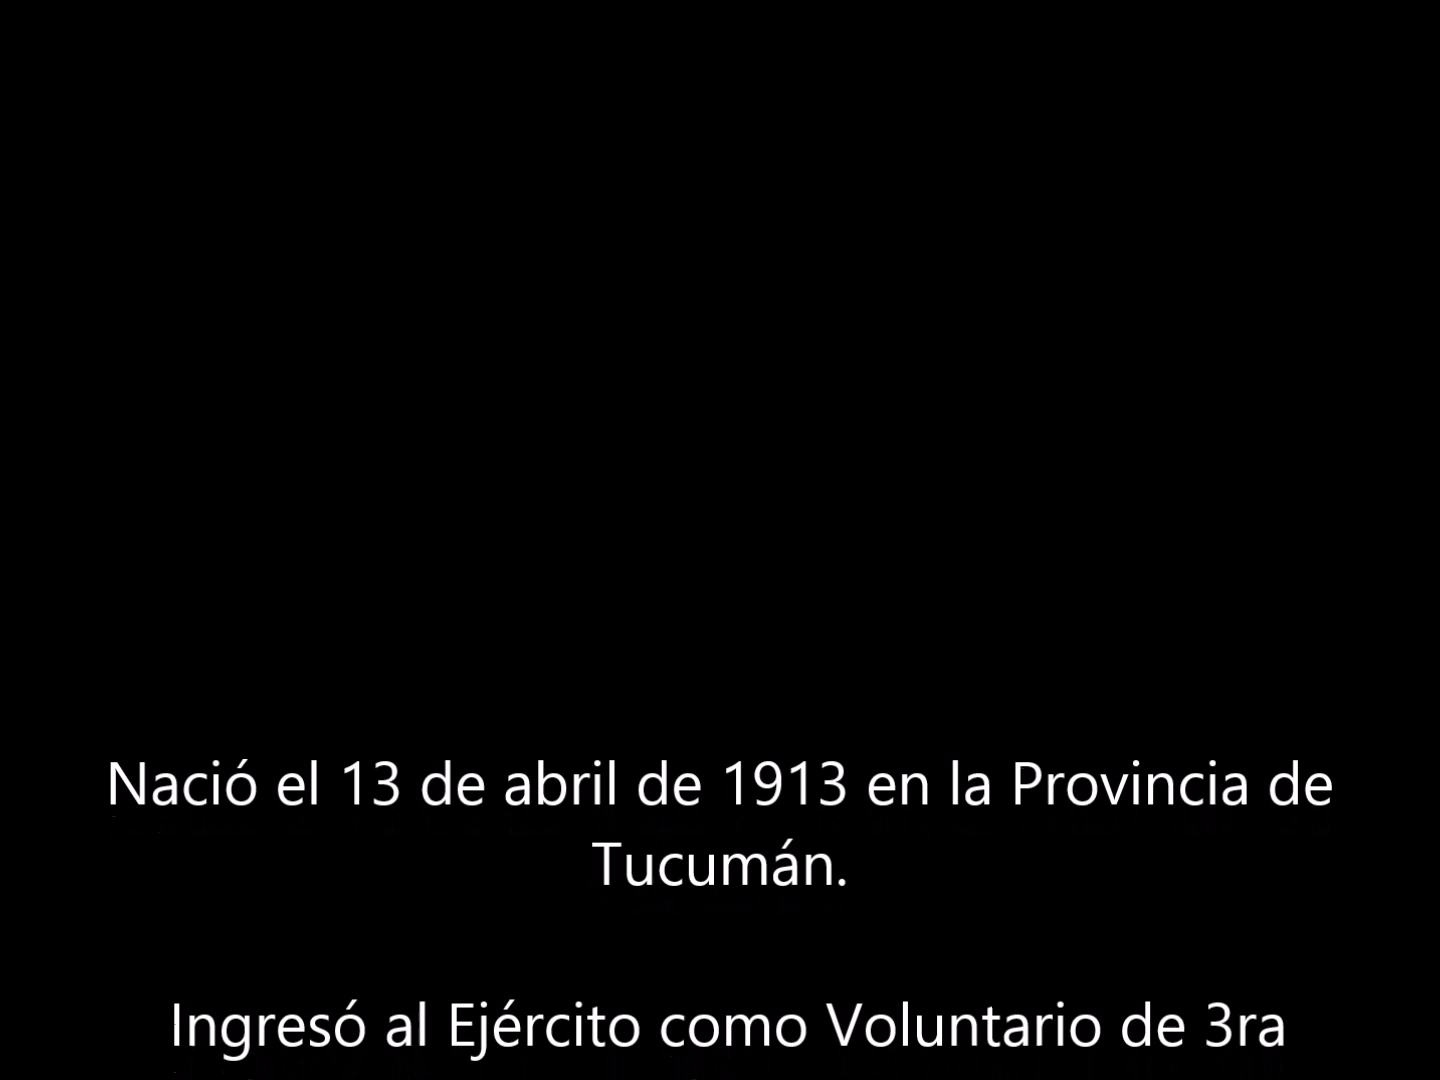 Nació el 13 de abril de 1913 en la Provincia de
Tucumán.
Ingresó al Ejército como Voluntario de 3ra